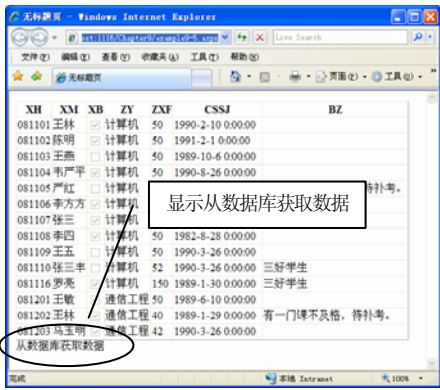 无标题页 - Windows Internet Explorer
Live Search
文件(F) 编辑(E) 查看(V) 收藏夹(A) 工具(T) 帮助(H)
无标题页 页面(P) 工具(O)
XH XM XB ZY ZXF CSSJ BZ
081101 王林 计算机 50 1990-2-10 0:00:00
081102 陈明 计算机 50 1991-2-1 0:00:00
081103 王燕 计算机 50 1989-10-6 0:00:00
081104 韦严平 计算机 50 1990-8-26 0:00:00
081105 严红 计算机 待补考。
081106 李方方 计算机
显示从数据库获取数据
081107 张三 计算机
081108 李四 计算机 50 1982-8-28 0:00:00
081109 王五 计算机 50 1990-3-26 0:00:00
081110 张三丰 计算机 52 1990-3-26 0:00:00 三好学生
081116 罗亮 计算机 150 1989-1-30 0:00:00 三好学生
081201 王敏 通信工程 50 1989-6-10 0:00:00
081202 王林 通信工程 40 1989-1-29 0:00:00 有一门课不及格，待补考。
081203 马玉明 通信工程 42 1990-3-26 0:00:00
从数据库获取数据
完成 本地 Intranet 100%